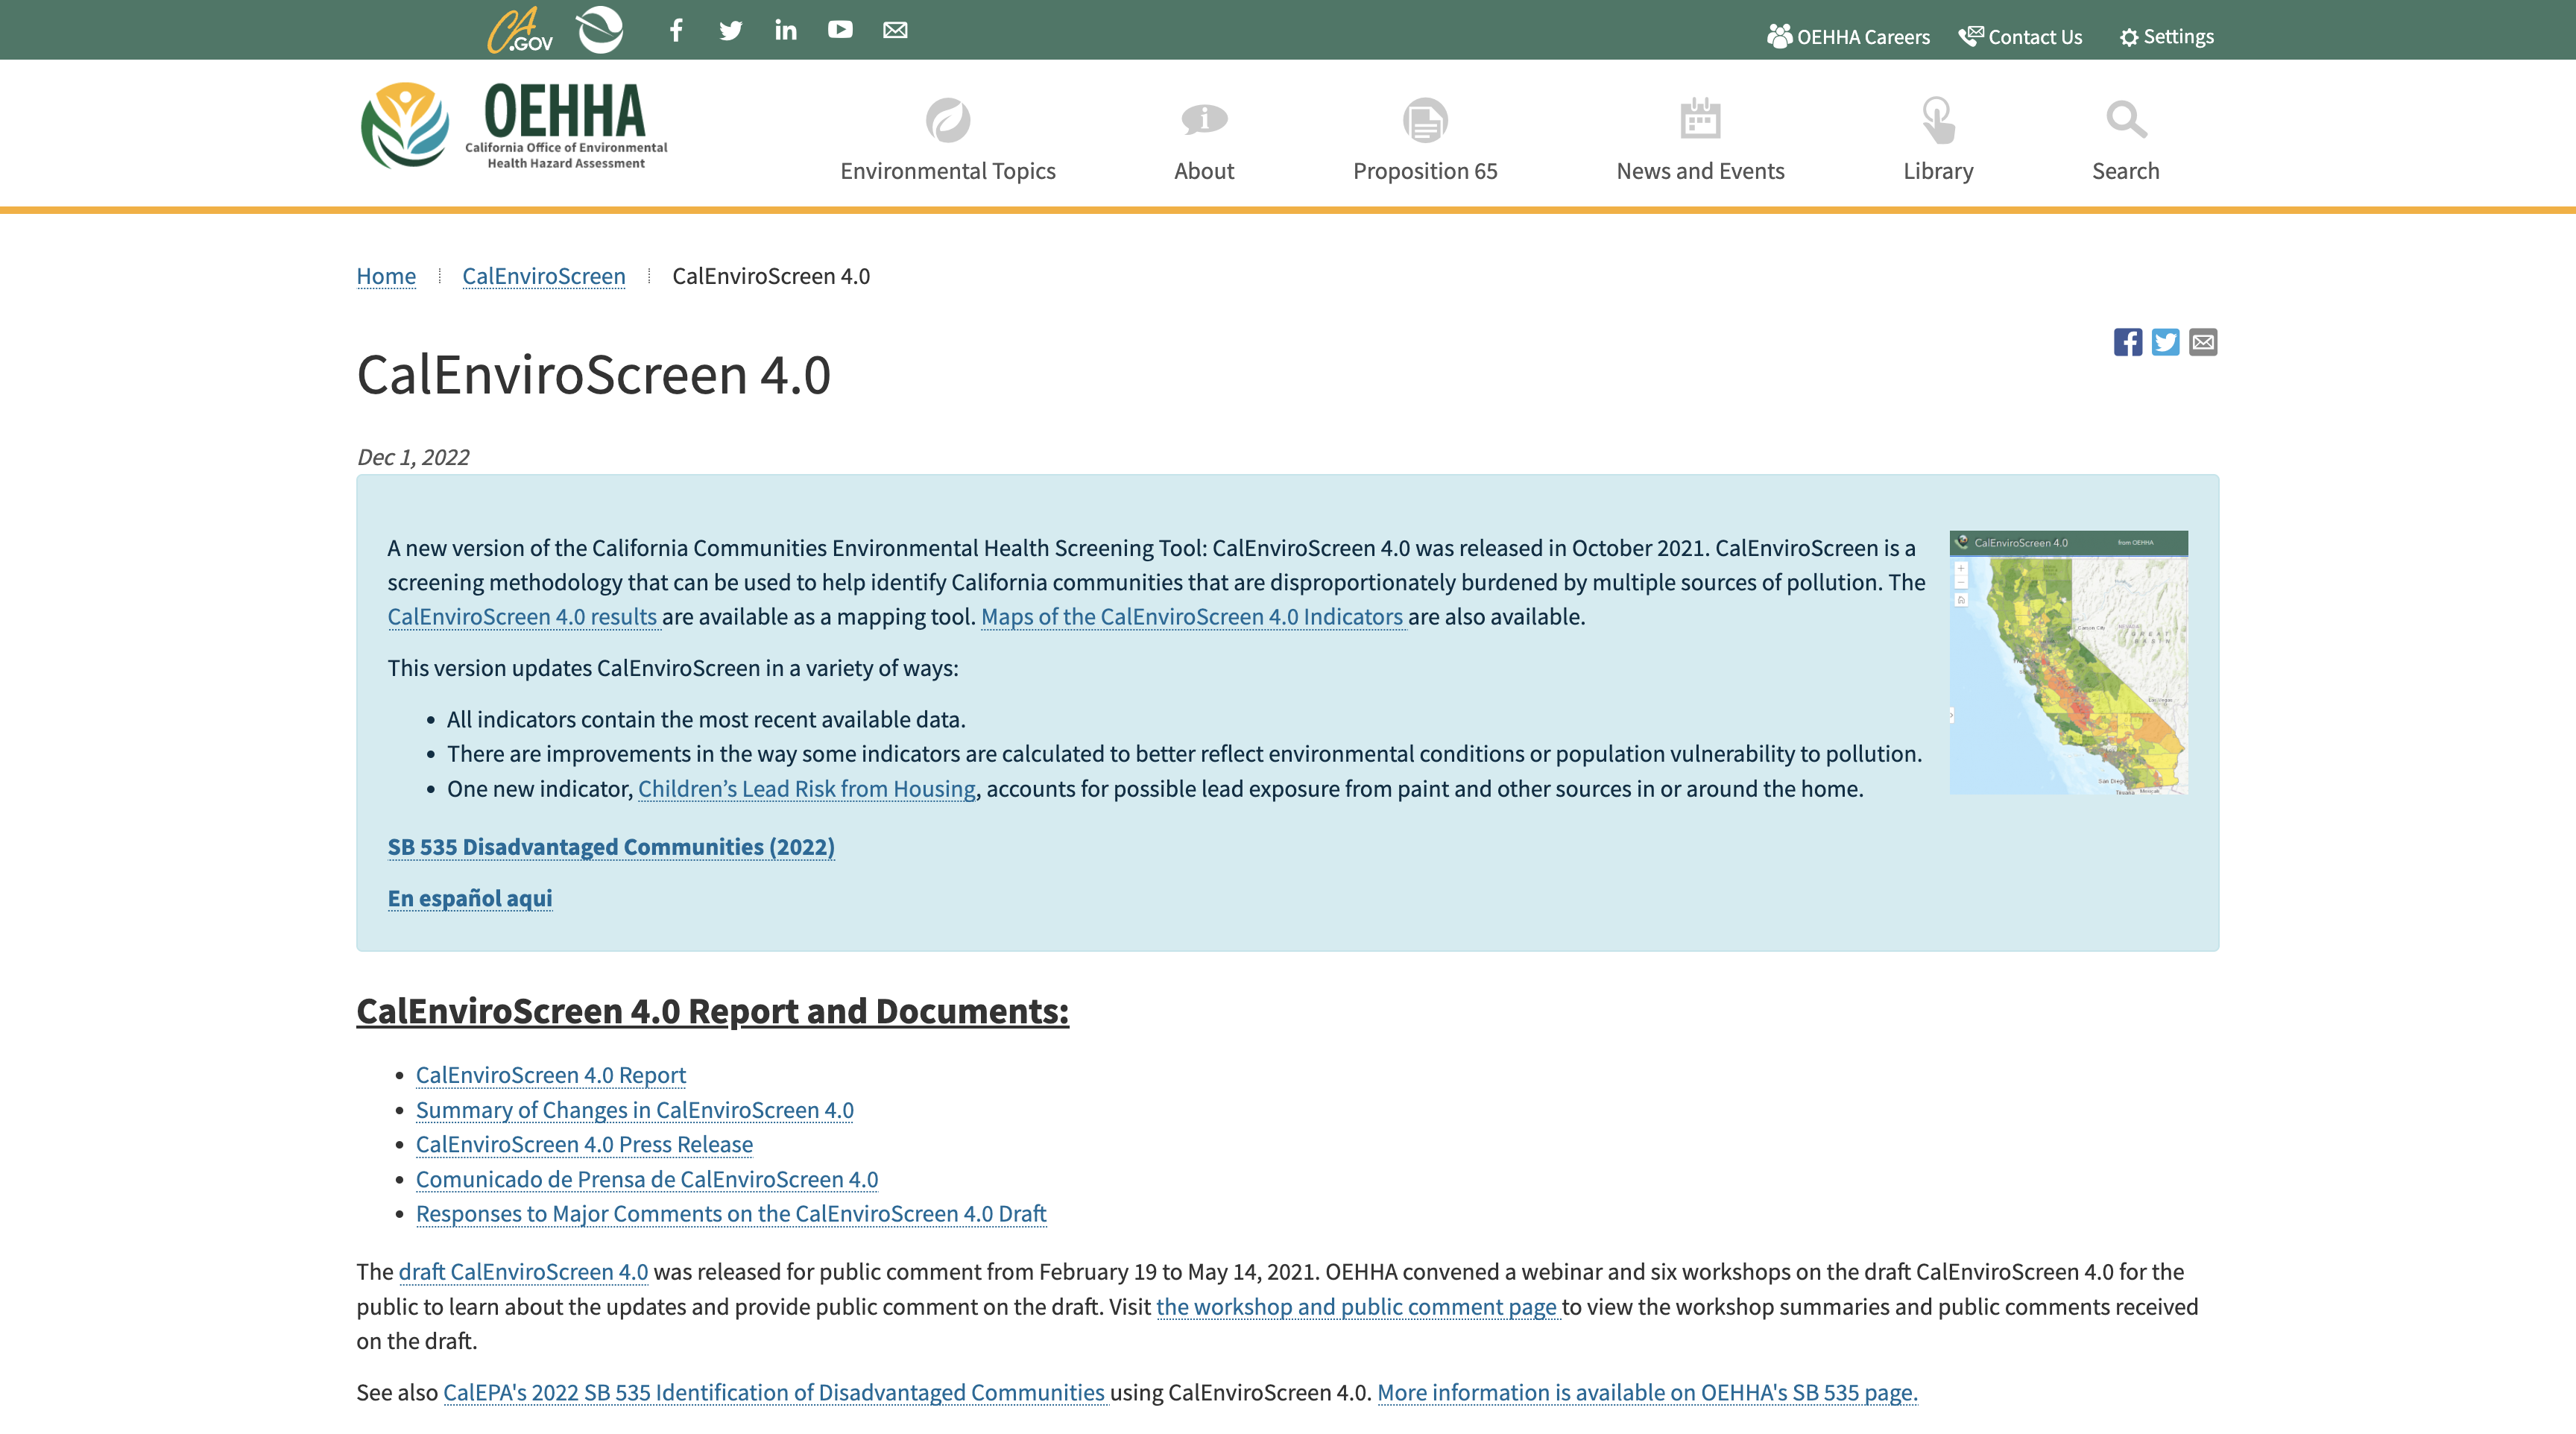 CA.GOV
OEHHA Careers
Contact Us
Settings
OEHHA
California Office of Environmental
Health Hazard Assessment
Environmental Topics
About
Proposition 65
News and Events
Library
Search
Home
CalEnviroScreen
CalEnviroScreen 4.0
CalEnviroScreen 4.0
Dec 1, 2022
A new version of the California Communities Environmental Health Screening Tool: CalEnviroScreen 4.0 was released in October 2021. CalEnviroScreen is a
screening methodology that can be used to help identify California communities that are disproportionately burdened by multiple sources of pollution. The
CalEnviroScreen 4.0 results are available as a mapping tool. Maps of the CalEnviroScreen 4.0 Indicators are also available.
CalEnviroScreen 4.0
from OEHHA
San Diego
Tijuana
Mexicali
This version updates CalEnviroScreen in a variety of ways:
• All indicators contain the most recent available data.
• There are improvements in the way some indicators are calculated to better reflect environmental conditions or population vulnerability to pollution.
• One new indicator, Children’s Lead Risk from Housing, accounts for possible lead exposure from paint and other sources in or around the home.
SB 535 Disadvantaged Communities (2022)
En español aqui
CalEnviroScreen 4.0 Report and Documents:
• CalEnviroScreen 4.0 Report
• Summary of Changes in CalEnviroScreen 4.0
• CalEnviroScreen 4.0 Press Release
• Comunicado de Prensa de CalEnviroScreen 4.0
• Responses to Major Comments on the CalEnviroScreen 4.0 Draft
The draft CalEnviroScreen 4.0 was released for public comment from February 19 to May 14, 2021. OEHHA convened a webinar and six workshops on the draft CalEnviroScreen 4.0 for the
public to learn about the updates and provide public comment on the draft. Visit the workshop and public comment page to view the workshop summaries and public comments received
on the draft.
See also CalEPA's 2022 SB 535 Identification of Disadvantaged Communities using CalEnviroScreen 4.0. More information is available on OEHHA's SB 535 page.